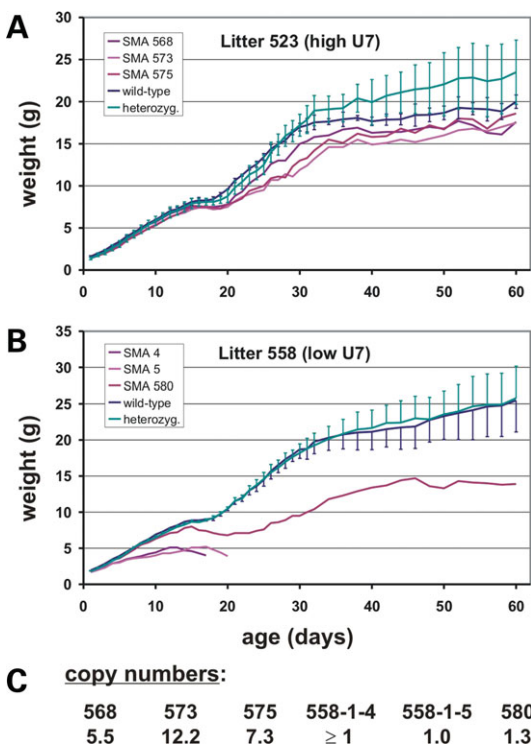 A
Litter 523 (high U7)
SMA 568
SMA 573
SMA 575
wild-type
heterozyg.
weight (g)
30
25
20
15
10
5
0
0 10 20 30 40 50 60
B
Litter 558 (low U7)
SMA 4
SMA 5
SMA 580
wild-type
heterozyg.
weight (g)
35
30
25
20
15
10
5
0
0 10 20 30 40 50 60
age (days)
C copy numbers:
568 573 575 558-1-4 558-1-5 580
5.5 12.2 7.3 ≥ 1 1.0 1.3